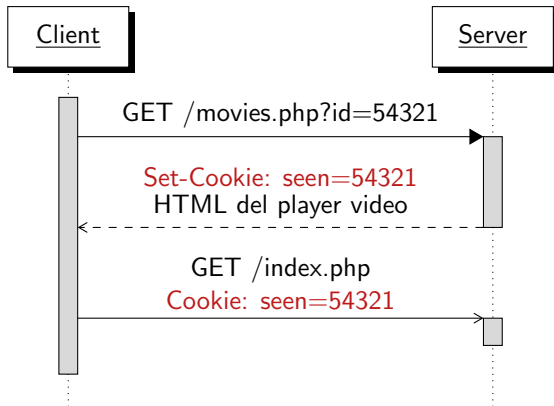 Client
Server
GET /movies.php?id=54321
Set-Cookie: seen=54321
HTML del player video
GET /index.php
Cookie: seen=54321